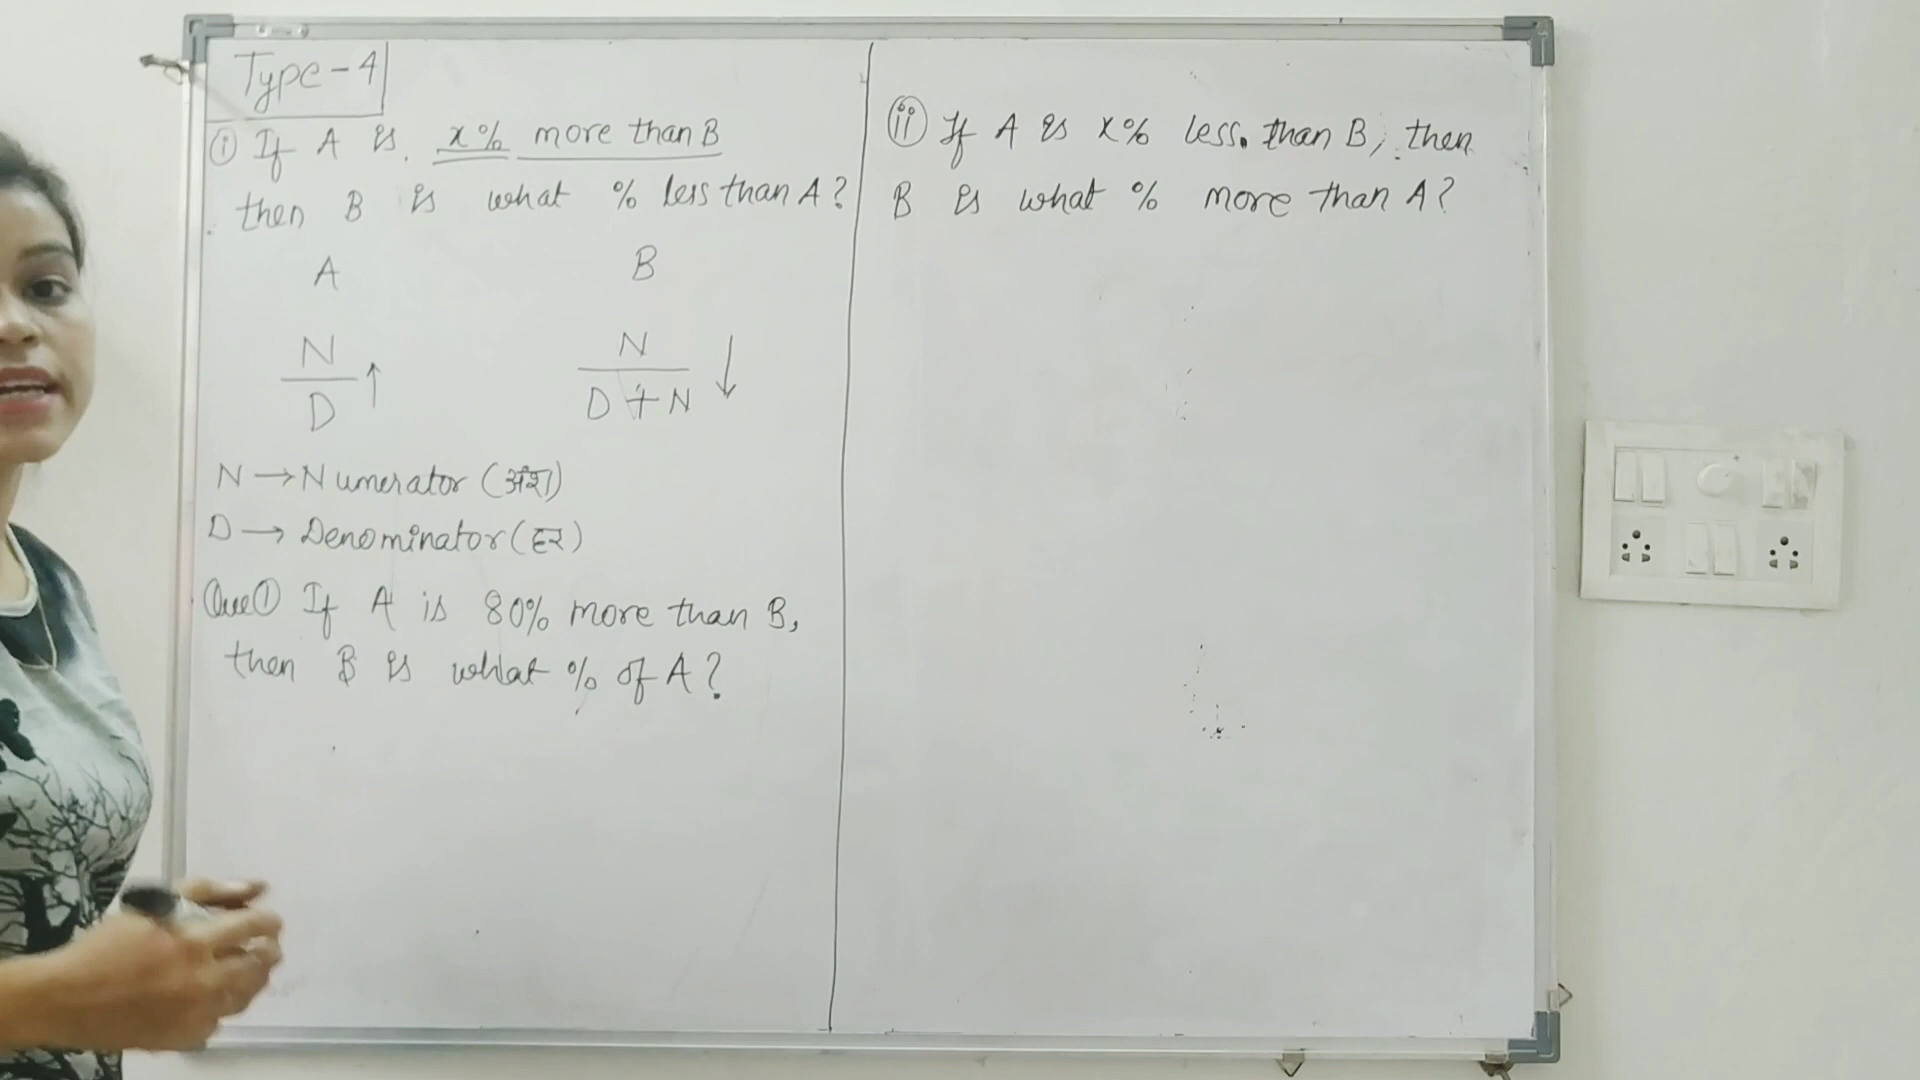 Type-4
(i) If A is x% more than B
then B is what % less than A?
A B
N N
D D+N
N → Numerator (अंश)
D → Denominator (हर)
Que① If A is 80% more than B,
then B is what % of A?
(ii) If A is x% less than B, then
B is what % more than A?